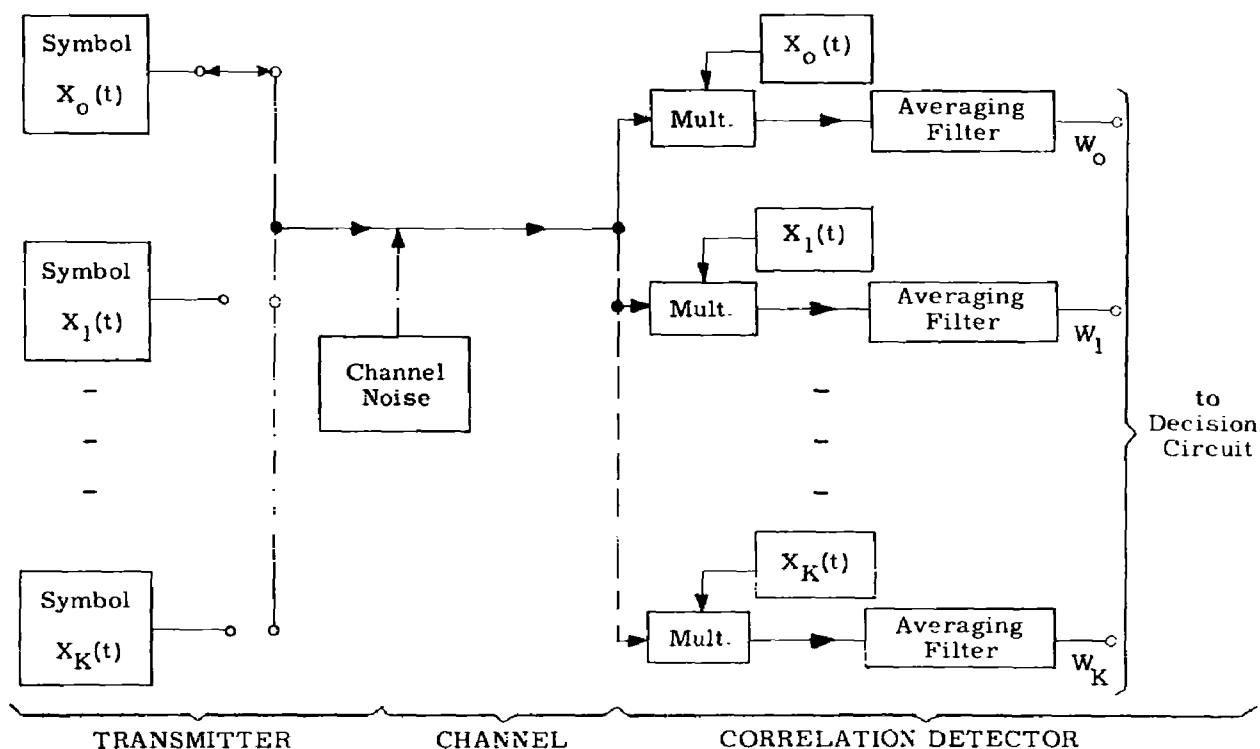 Symbol
X_o(t)
X_o(t)
Mult.
Averaging
Filter
W_o
Symbol
X_1(t)
X_1(t)
Mult.
Averaging
Filter
W_1
Channel
Noise
to
Decision
Circuit
Symbol
X_K(t)
X_K(t)
Mult.
Averaging
Filter
W_K
TRANSMITTER
CHANNEL
CORRELATION DETECTOR